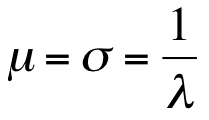 μ = σ = 1/λ